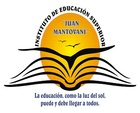 INSTITUTO DE EDUCACIÓN SUPERIOR
JUAN
MANTOVANI
La educación, como la luz del sol,
puede y debe llegar a todos.